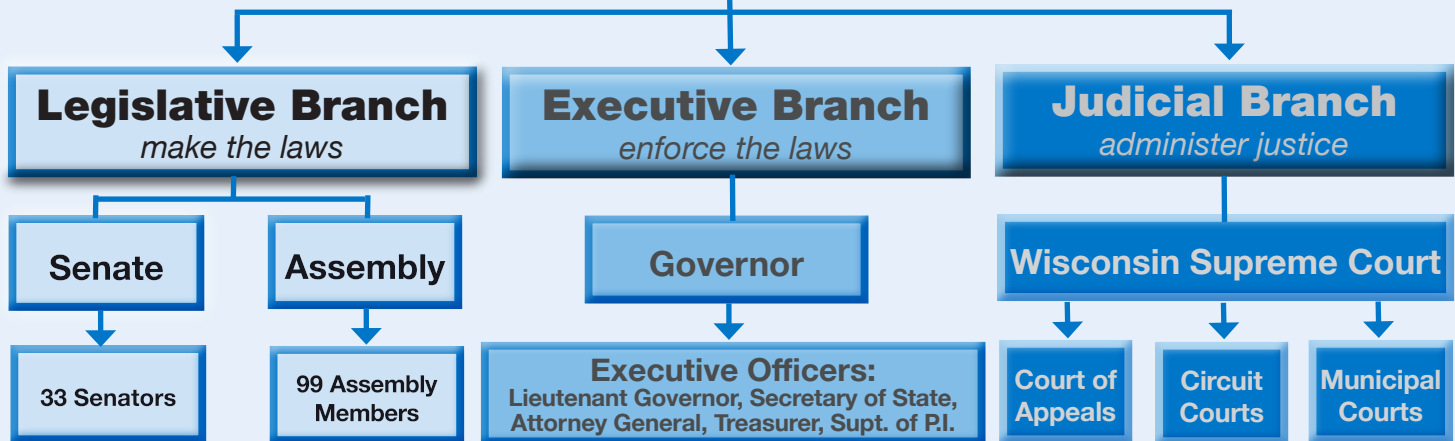 Legislative Branch
make the laws
Executive Branch
enforce the laws
Judicial Branch
administer justice
Senate
Assembly
Governor
Wisconsin Supreme Court
33 Senators
99 Assembly
Members
Executive Officers:
Lieutenant Governor, Secretary of State,
Attorney General, Treasurer, Supt. of P.I.
Court of
Appeals
Circuit
Courts
Municipal
Courts